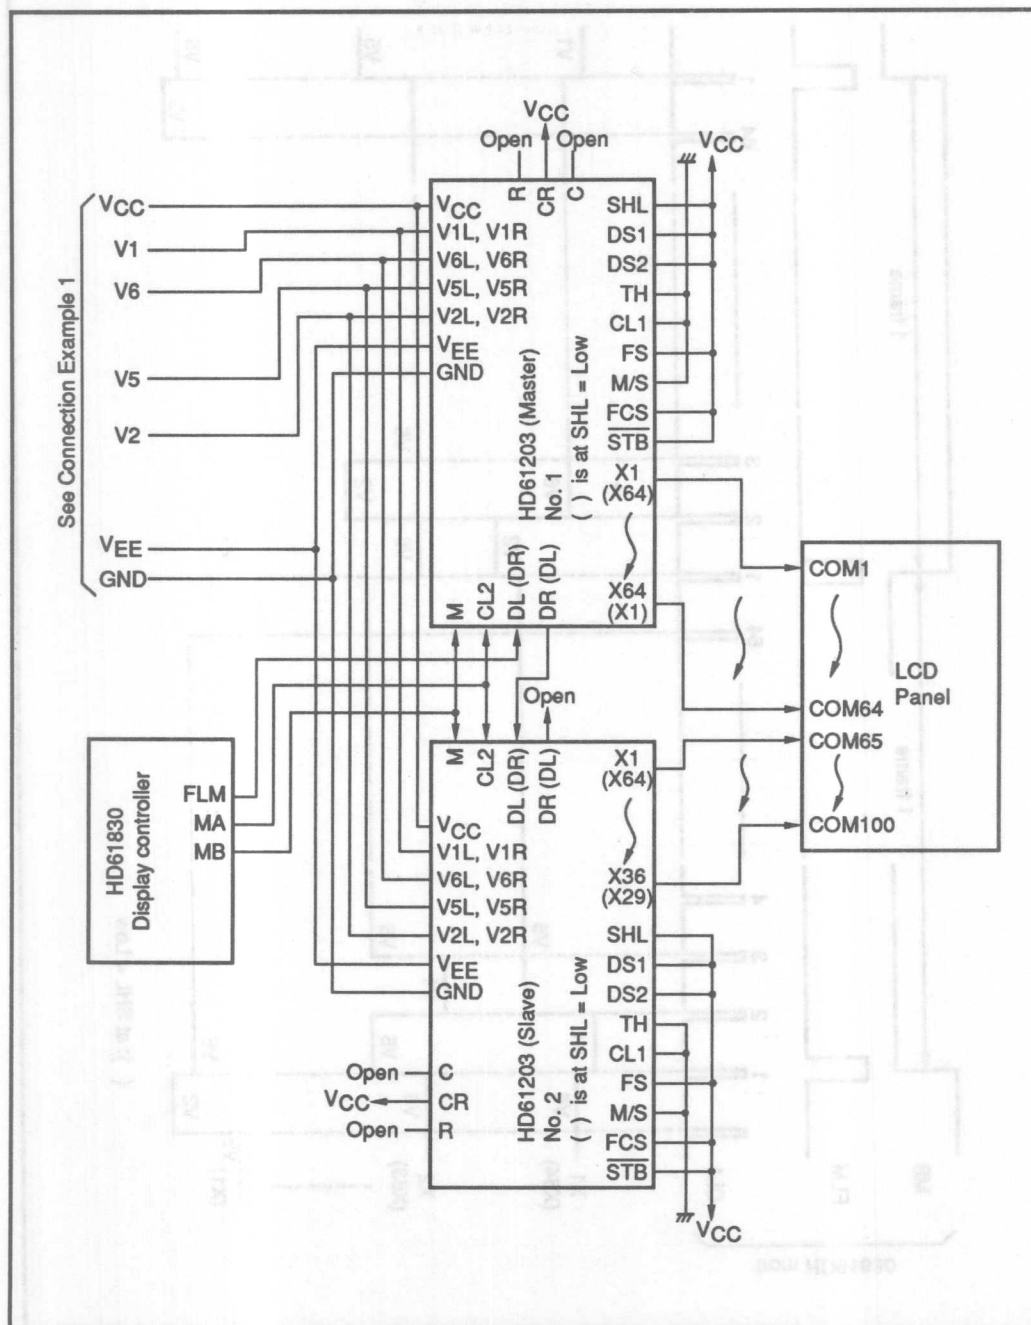 See Connection Example 1
VCC
V1
V6
V5
V2
VEE
GND
VCC
Open
Open
R
CR
C
VCC
V1L, V1R
V6L, V6R
V5L, V5R
V2L, V2R
VEE
GND
HD61203 (Master)
No. 1
( ) is at SHL = Low
VCC
SHL
DS1
DS2
TH
CL1
FS
M/S
FCS
STB
X1
(X64)
X64
(X1)
M
CL2
DL (DR)
DR (DL)
Open
HD61830
Display controller
FLM
MA
MB
M
CL2
DL (DR)
DR (DL)
VCC
V1L, V1R
V6L, V6R
V5L, V5R
V2L, V2R
VEE
GND
HD61203 (Slave)
No.2
( ) is at SHL = Low
X1
(X64)
X36
(X29)
SHL
DS1
DS2
TH
CL1
FS
M/S
FCS
STB
VCC
Open
C
VCC
CR
Open
R
COM1
COM64
COM65
COM100
LCD
Panel